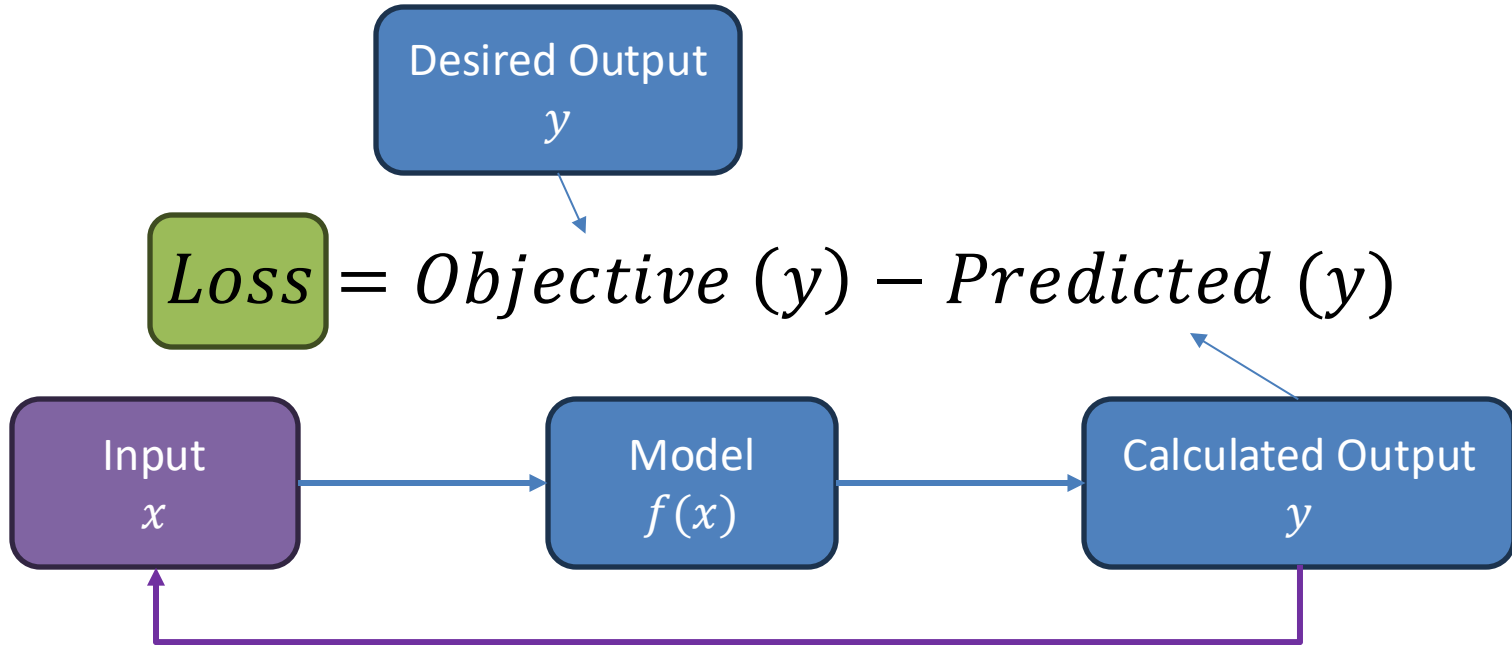 Desired Output
y
Loss = Objective (y) − Predicted (y)
Input
x
Model
f(x)
Calculated Output
y